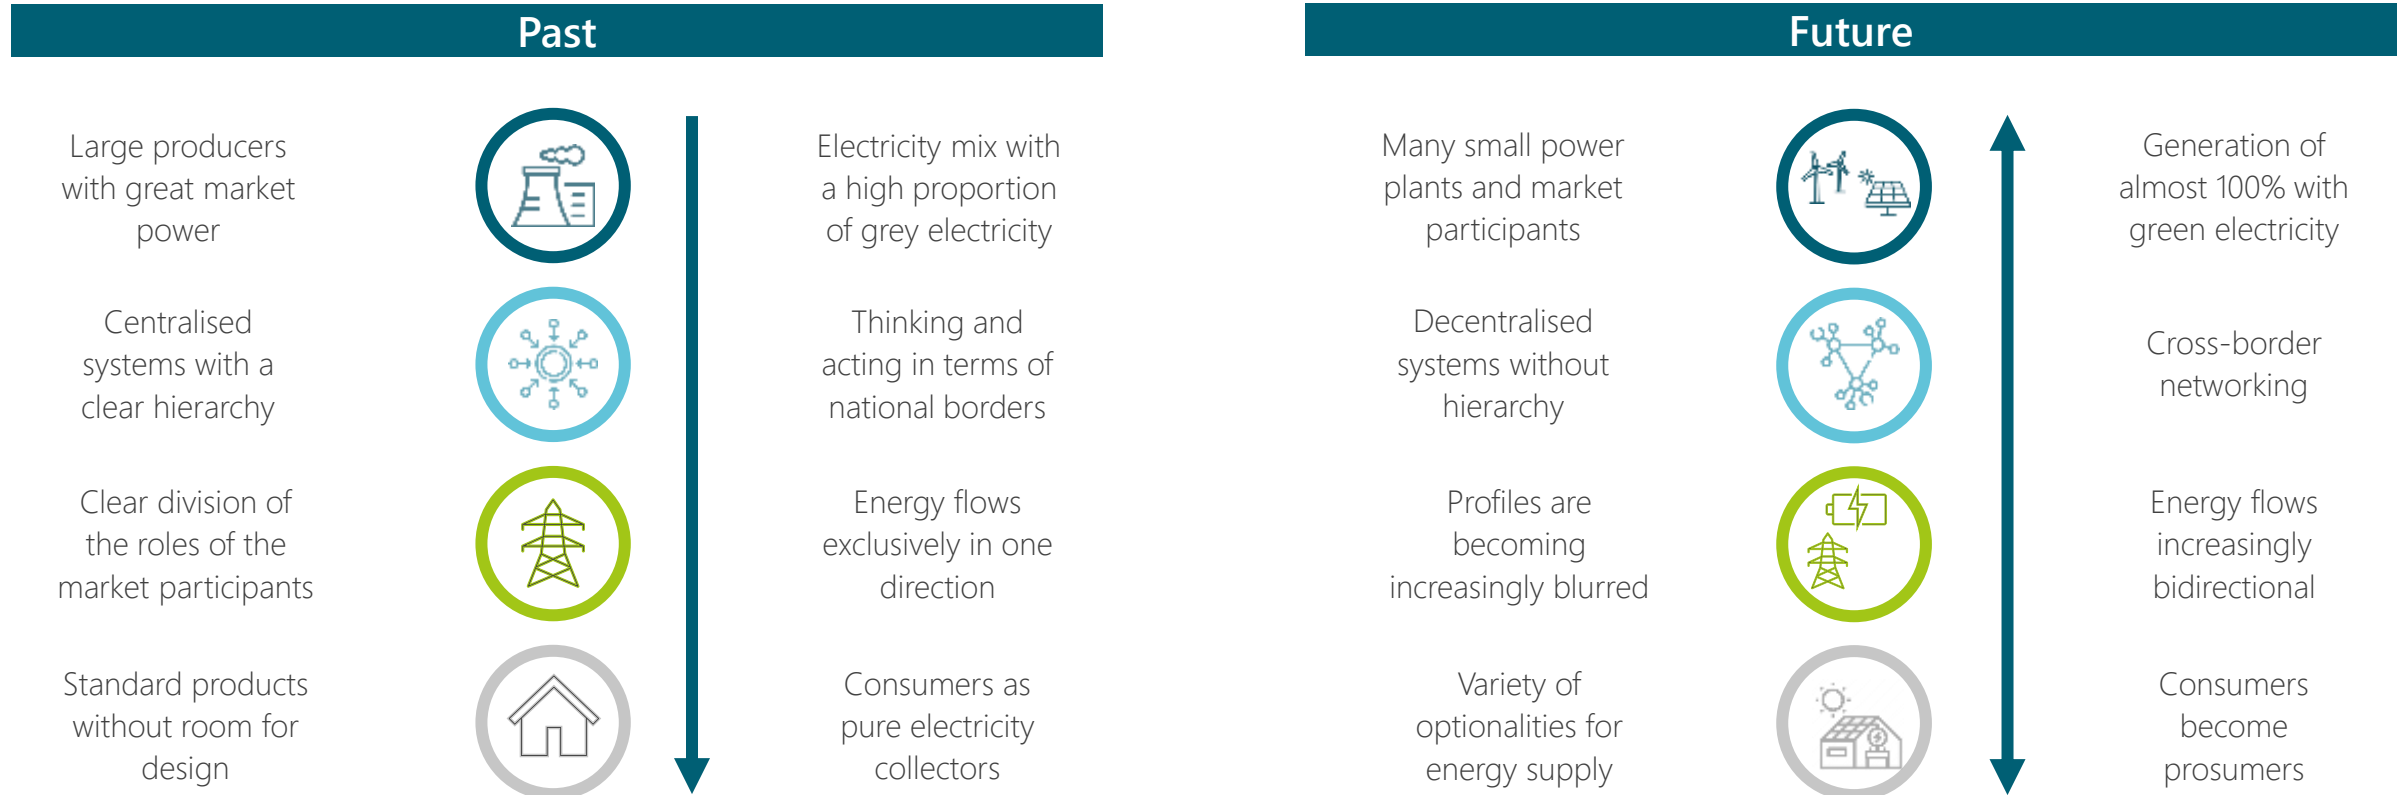 Past
Large producers
with great market
power
Electricity mix with
a high proportion
of grey electricity
Centralised
systems with a
clear hierarchy
Thinking and
acting in terms of
national borders
Clear division of
the roles of the
market participants
Energy flows
exclusively in one
direction
Standard products
without room for
design
Consumers as
pure electricity
collectors
Future
Many small power
plants and market
participants
Generation of
almost 100% with
green electricity
Decentralised
systems without
hierarchy
Cross-border
networking
Profiles are
becoming
increasingly blurred
Energy flows
increasingly
bidirectional
Variety of
optionalities for
energy supply
Consumers
become
prosumers